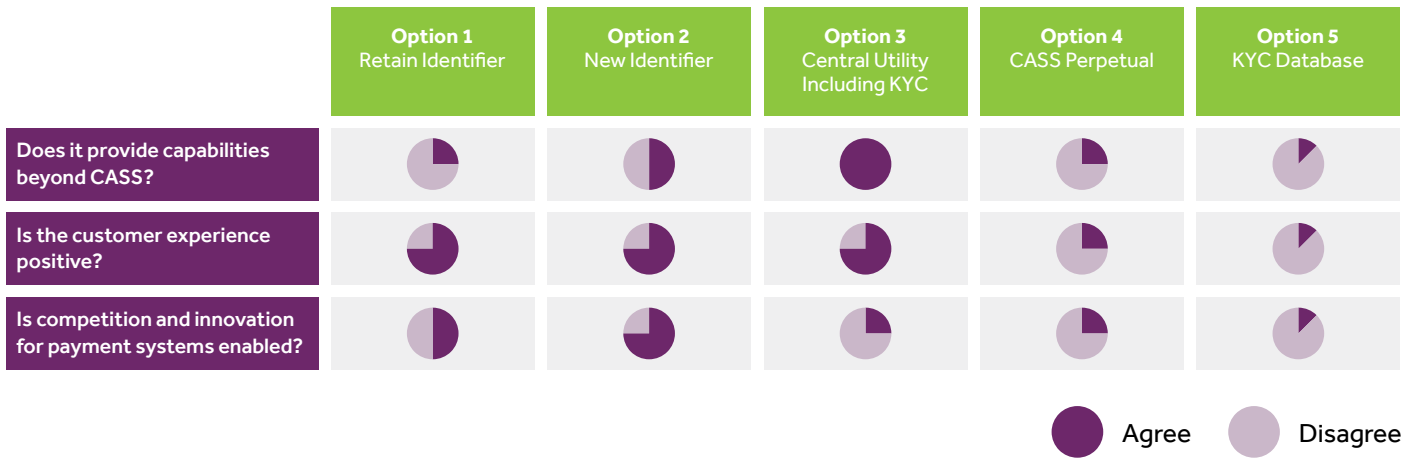 Option 1
Retain Identifier
Option 2
New Identifier
Option 3
Central Utility
Including KYC
Option 4
CASS Perpetual
Option 5
KYC Database
Does it provide capabilities
beyond CASS?
Is the customer experience
positive?
Is competition and innovation
for payment systems enabled?
Agree
Disagree